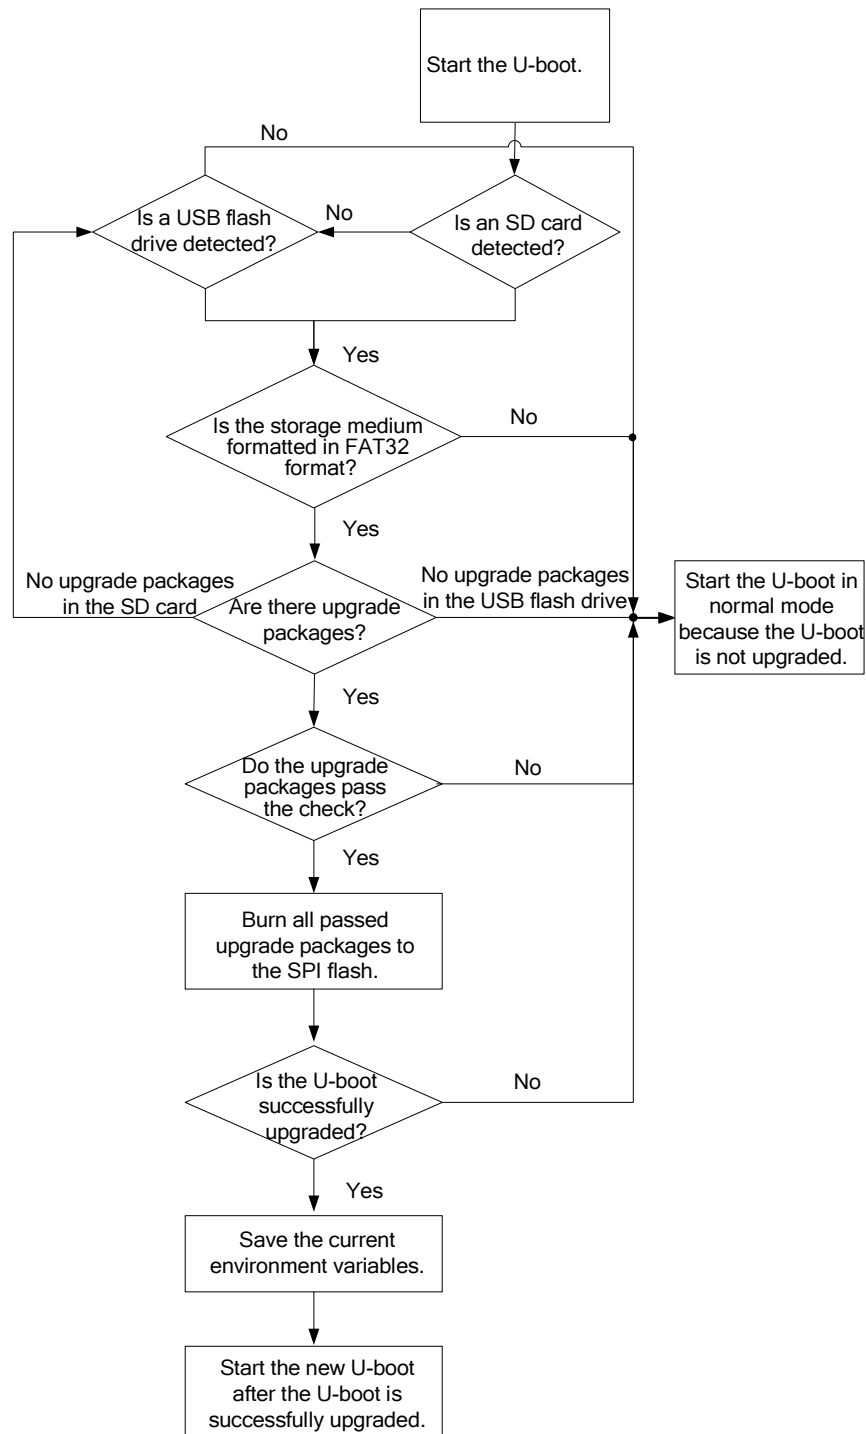 Start the U-boot.
No
Is a USB flash
drive detected?
No
Is an SD card
detected?
Yes
Is the storage medium
formatted in FAT32
format?
No
Yes
No upgrade packages
in the SD card
Are there upgrade
packages?
No upgrade packages
in the USB flash drive
Start the U-boot in
normal mode
because the U-boot
is not upgraded.
Yes
Do the upgrade
packages pass
the check?
No
Yes
Burn all passed
upgrade packages to
the SPI flash.
Is the U-boot
successfully
upgraded?
No
Yes
Save the current
environment variables.
Start the new U-boot
after the U-boot is
successfully upgraded.